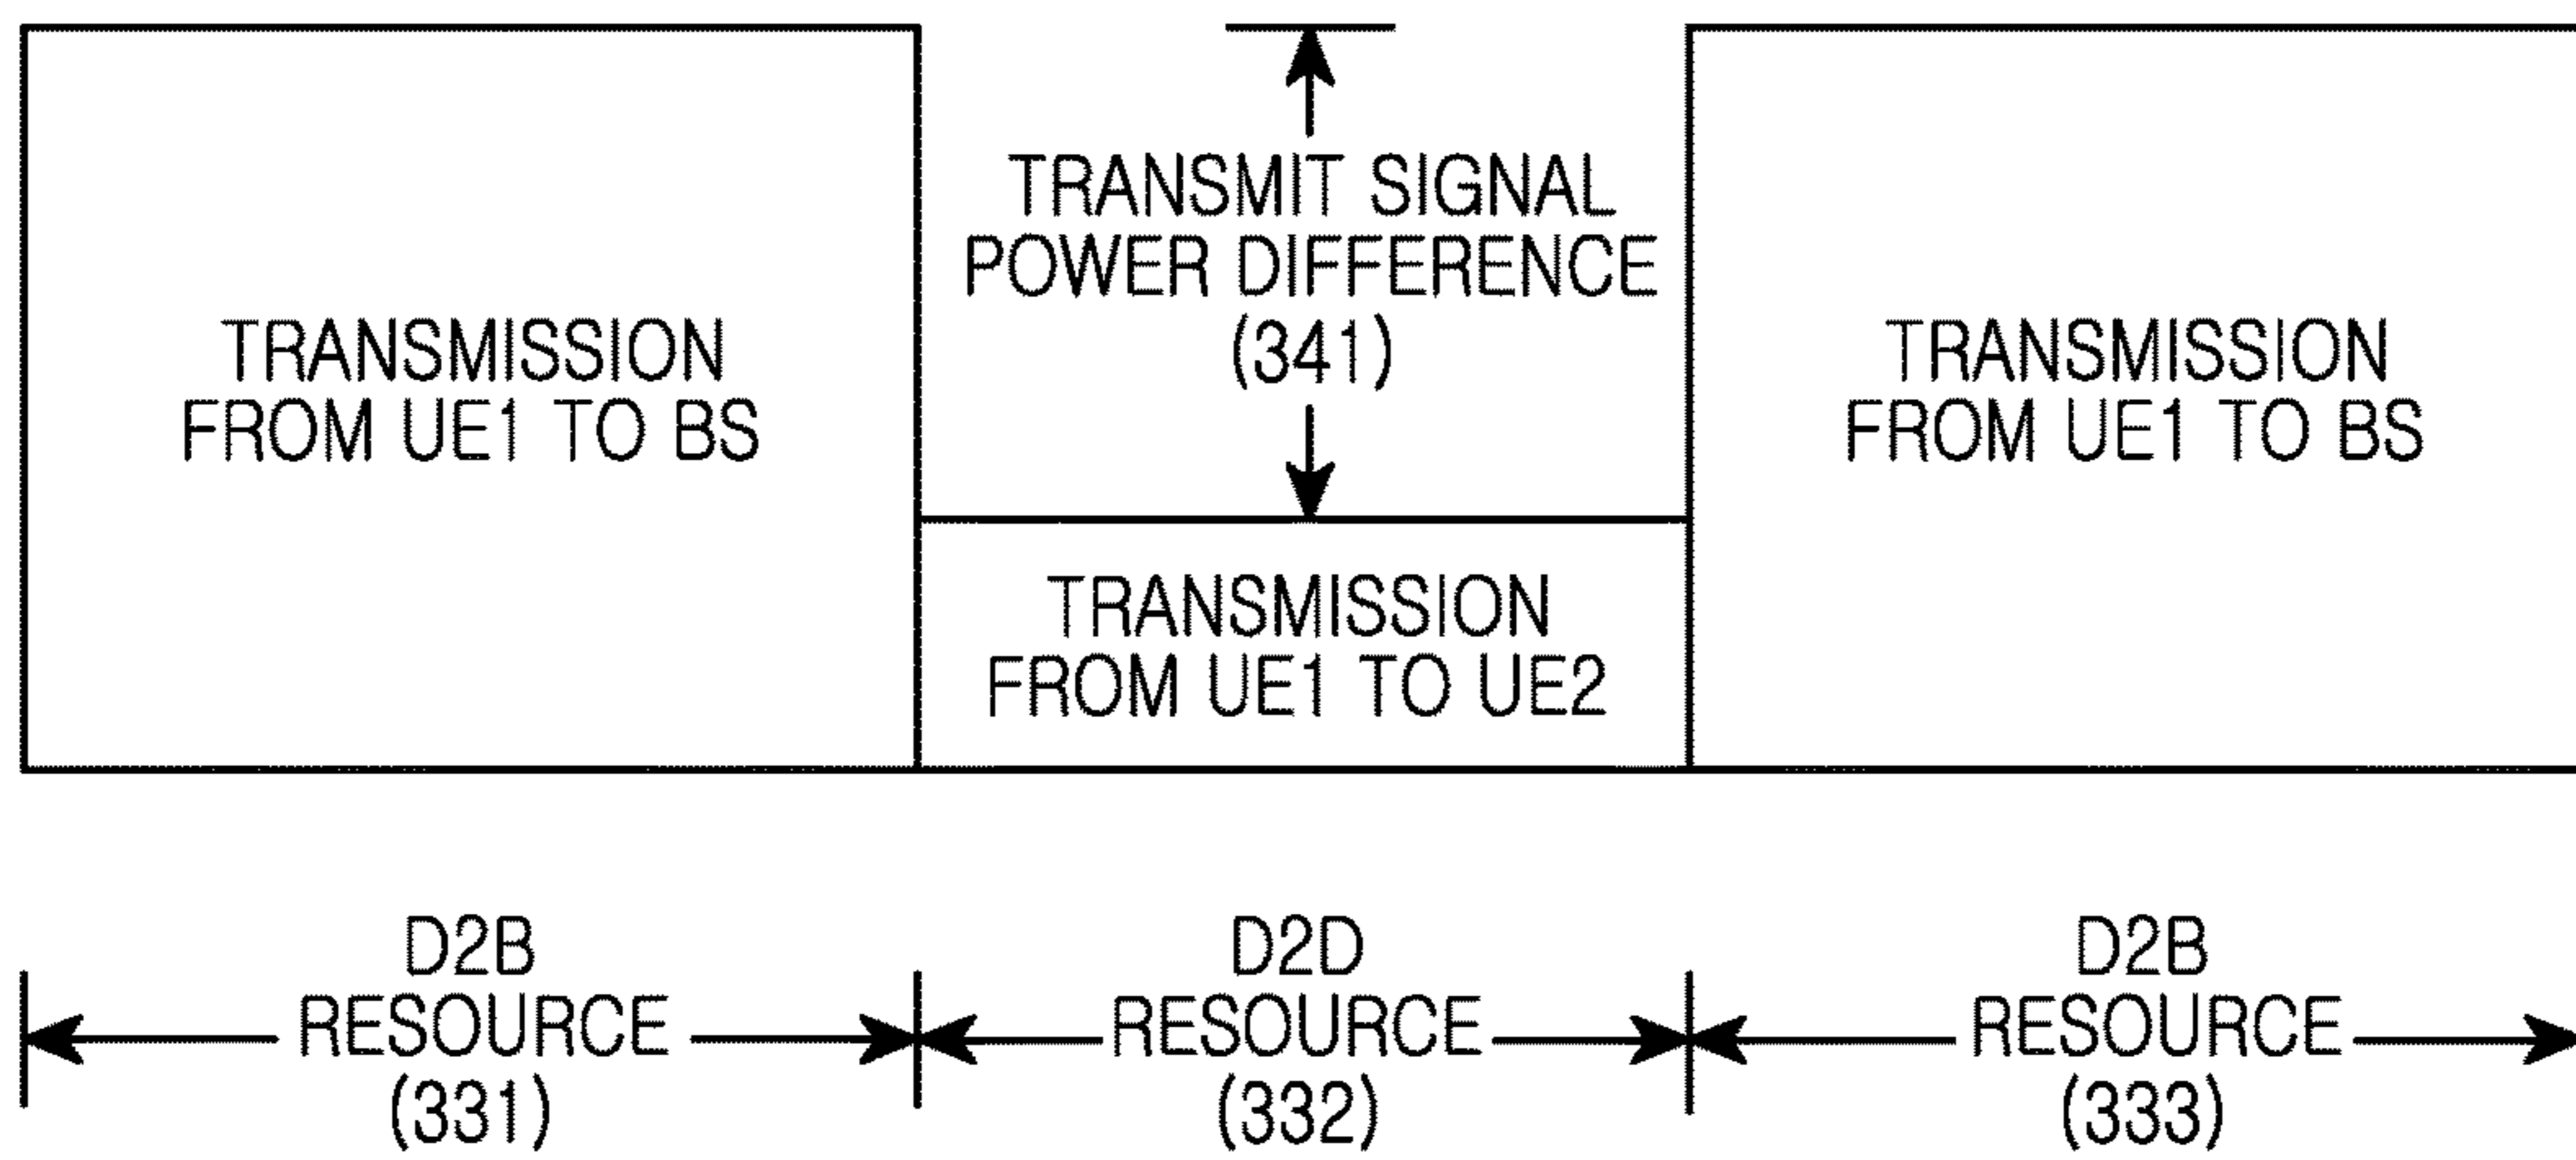 TRANSMISSION
FROM UE1 TO BS
TRANSMIT SIGNAL
POWER DIFFERENCE
(341)
TRANSMISSION
FROM UE1 TO UE2
TRANSMISSION
FROM UE1 TO BS
D2B
RESOURCE
(331)
D2D
RESOURCE
(332)
D2B
RESOURCE
(333)